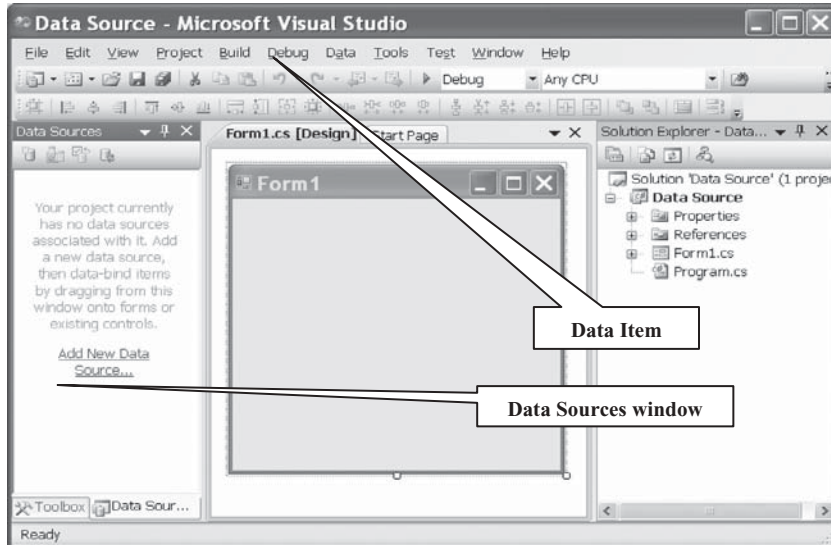 Data Source - Microsoft Visual Studio
File Edit View Project Build Debug Data Tools Test Window Help
Debug Any CPU
Data Sources
Form1.cs [Design] Start Page
Solution Explorer - Data...
Your project currently
has no data sources
associated with it. Add
a new data source,
then data-bind items
by dragging from this
window onto forms or
existing controls.
Add New Data
Source...
Form1
Solution 'Data Source' (1 proje
Data Source
Properties
References
Form1.cs
Program.cs
Data Item
Data Sources window
Toolbox Data Sour...
Ready